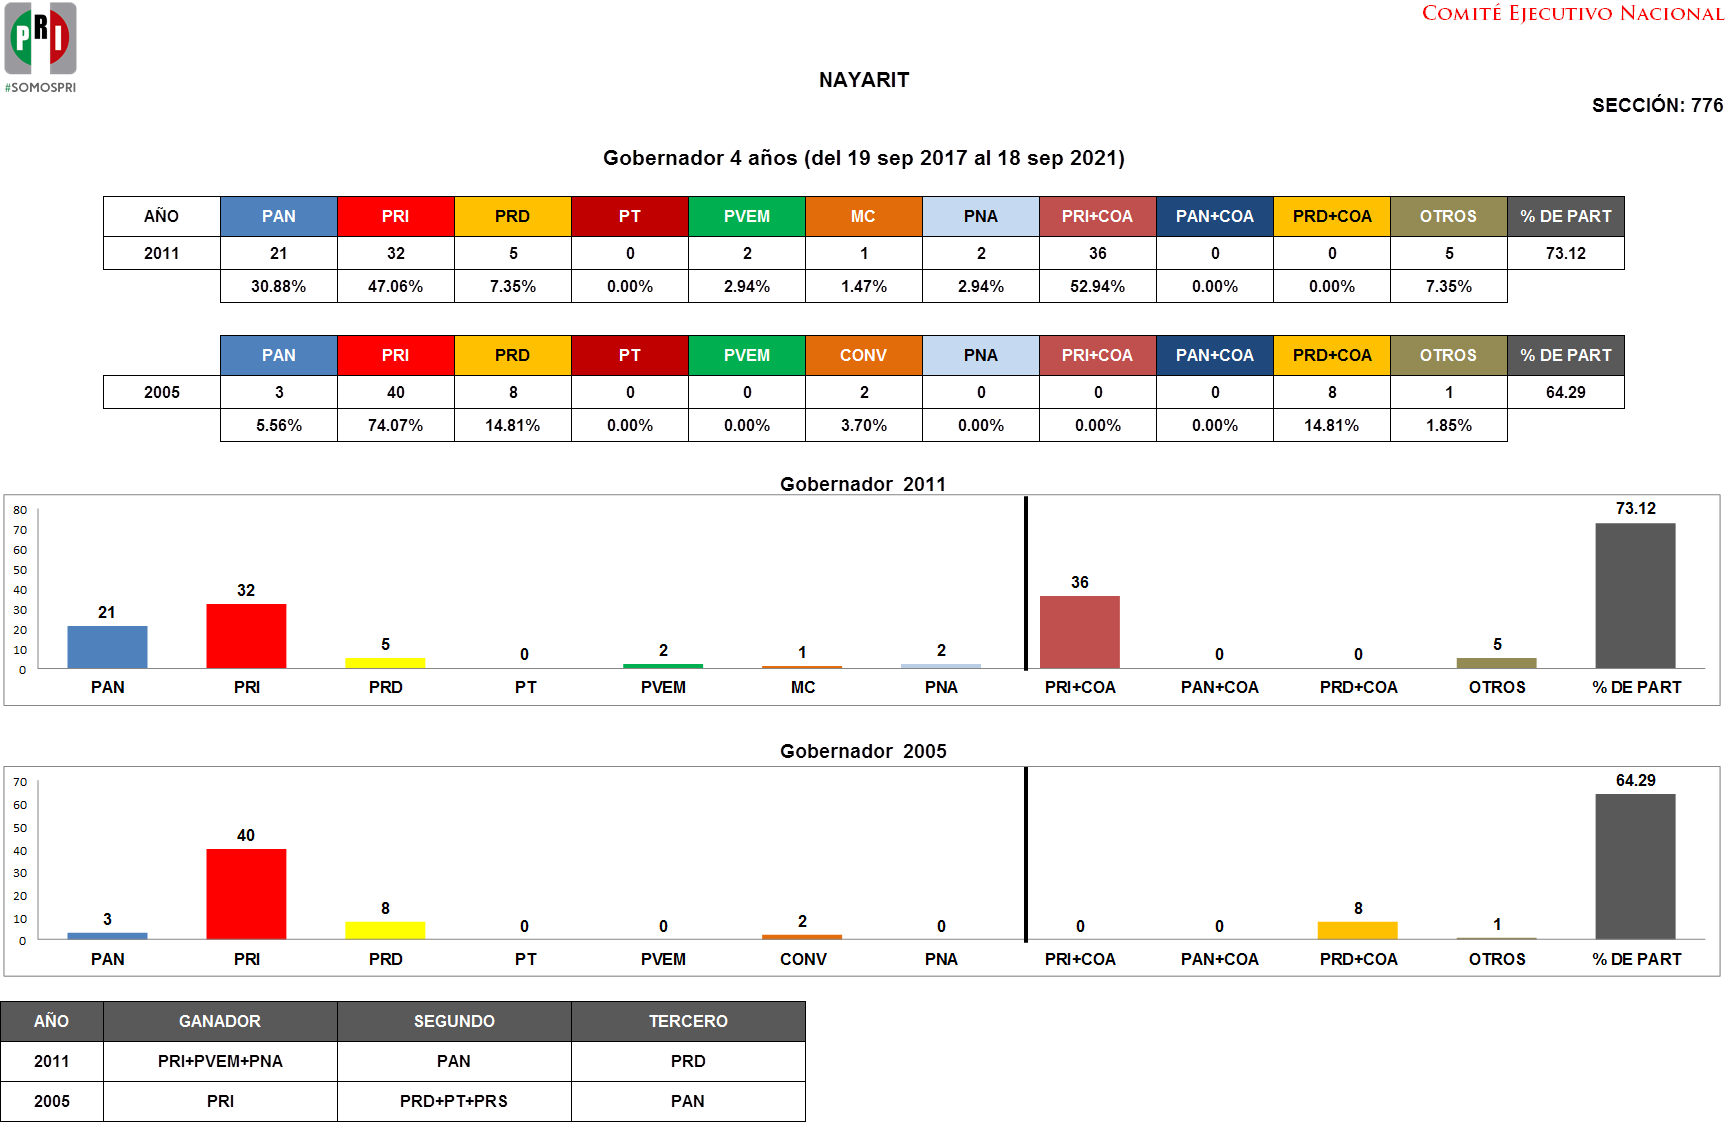 PRI
#SOMOSPRI
COMITÉ EJECUTIVO NACIONAL
NAYARIT
SECCIÓN: 776
Gobernador 4 años (del 19 sep 2017 al 18 sep 2021)
AÑO PAN PRI PRD PT PVEM MC PNA PRI+COA PAN+COA PRD+COA OTROS % DE PART
2011 21 32 5 0 2 1 2 36 0 0 5 73.12
30.88% 47.06% 7.35% 0.00% 2.94% 1.47% 2.94% 52.94% 0.00% 0.00% 7.35%
PAN PRI PRD PT PVEM CONV PNA PRI+COA PAN+COA PRD+COA OTROS % DE PART
2005 3 40 8 0 0 2 0 0 0 8 1 64.29
5.56% 74.07% 14.81% 0.00% 0.00% 3.70% 0.00% 0.00% 0.00% 14.81% 1.85%
Gobernador 2011
80
70
60
50
40
30
20
10
0
21 32 5 0 2 1 2 36 0 0 5 73.12
PAN PRI PRD PT PVEM MC PNA PRI+COA PAN+COA PRD+COA OTROS % DE PART
Gobernador 2005
70
60
50
40
30
20
10
0
3 40 8 0 0 2 0 0 0 8 1 64.29
PAN PRI PRD PT PVEM CONV PNA PRI+COA PAN+COA PRD+COA OTROS % DE PART
AÑO GANADOR SEGUNDO TERCERO
2011 PRI+PVEM+PNA PAN PRD
2005 PRI PRD+PT+PRS PAN